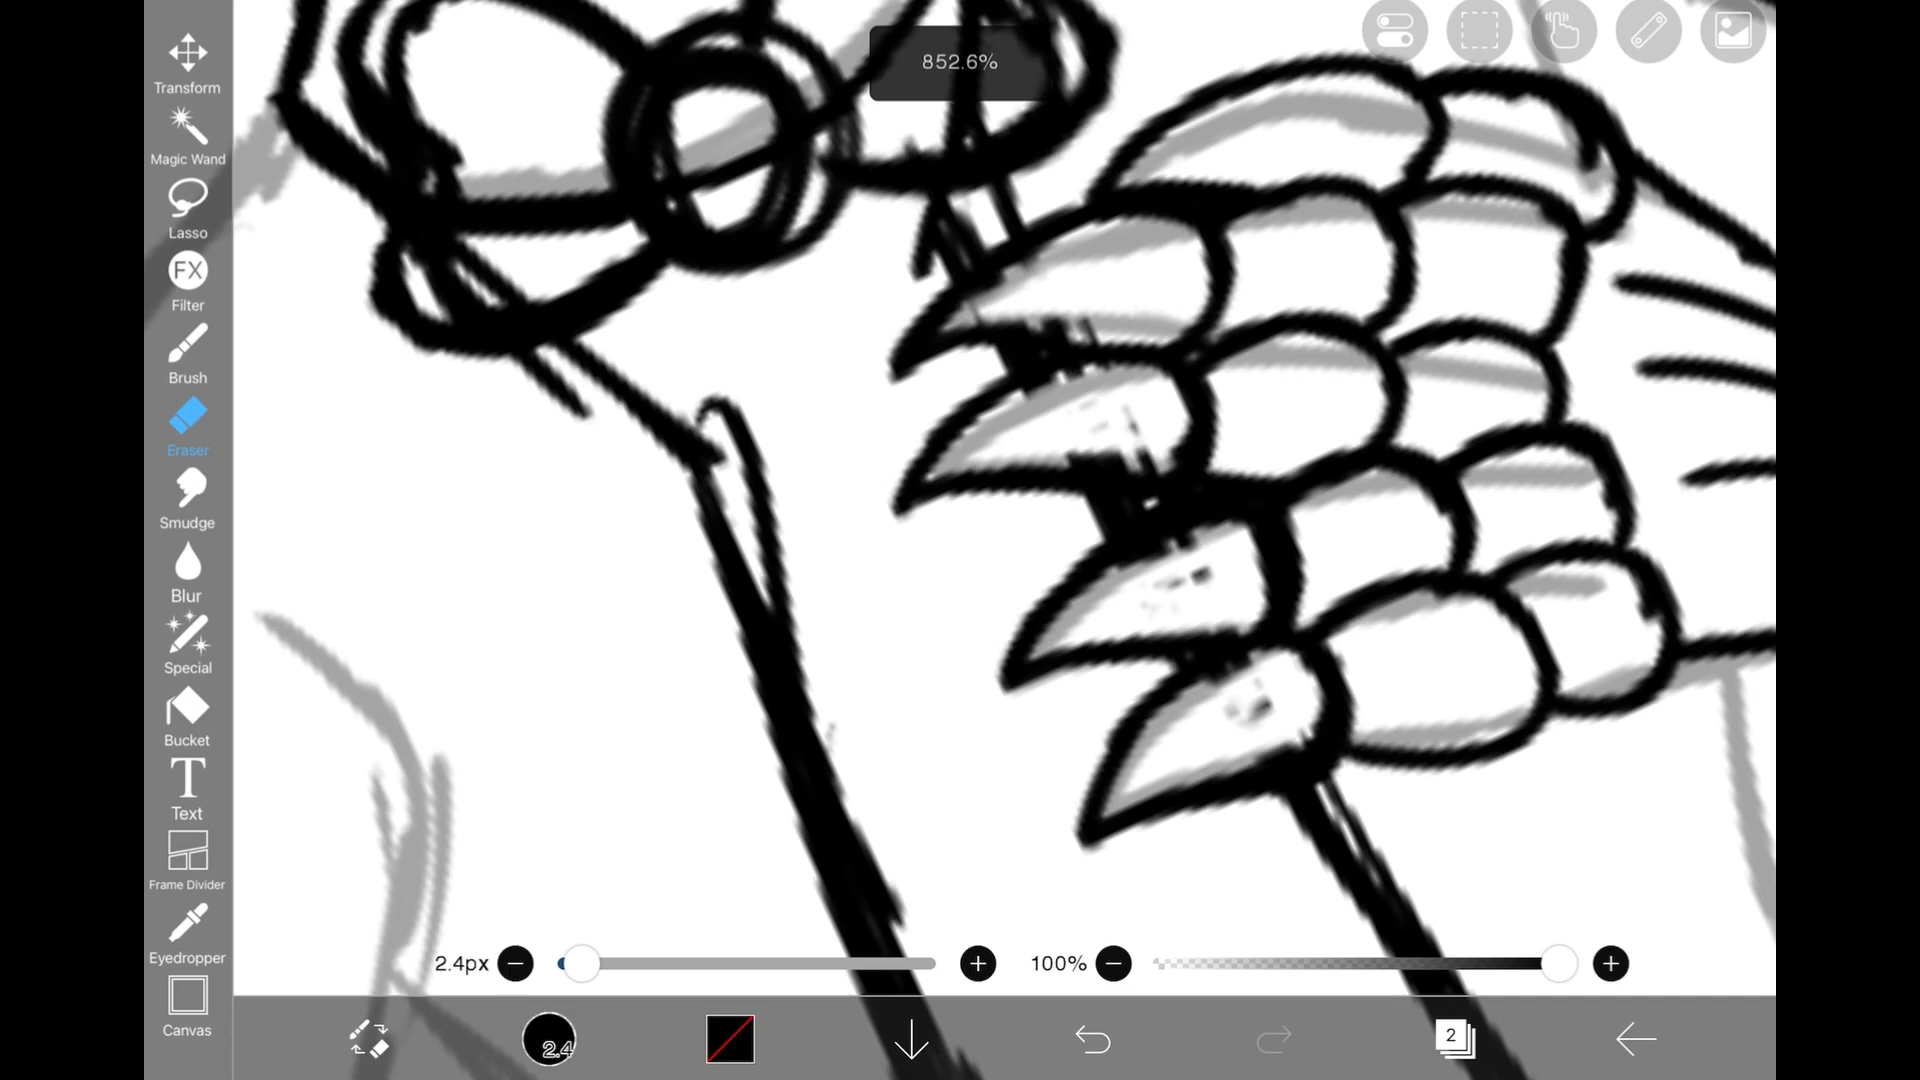 852.6%
Transform
Magic Wand
Lasso
FX
Filter
Brush
Eraser
Smudge
Blur
Special
Bucket
T
Text
Frame Divider
Eyedropper
Canvas
2.4px
100%
2.4
2